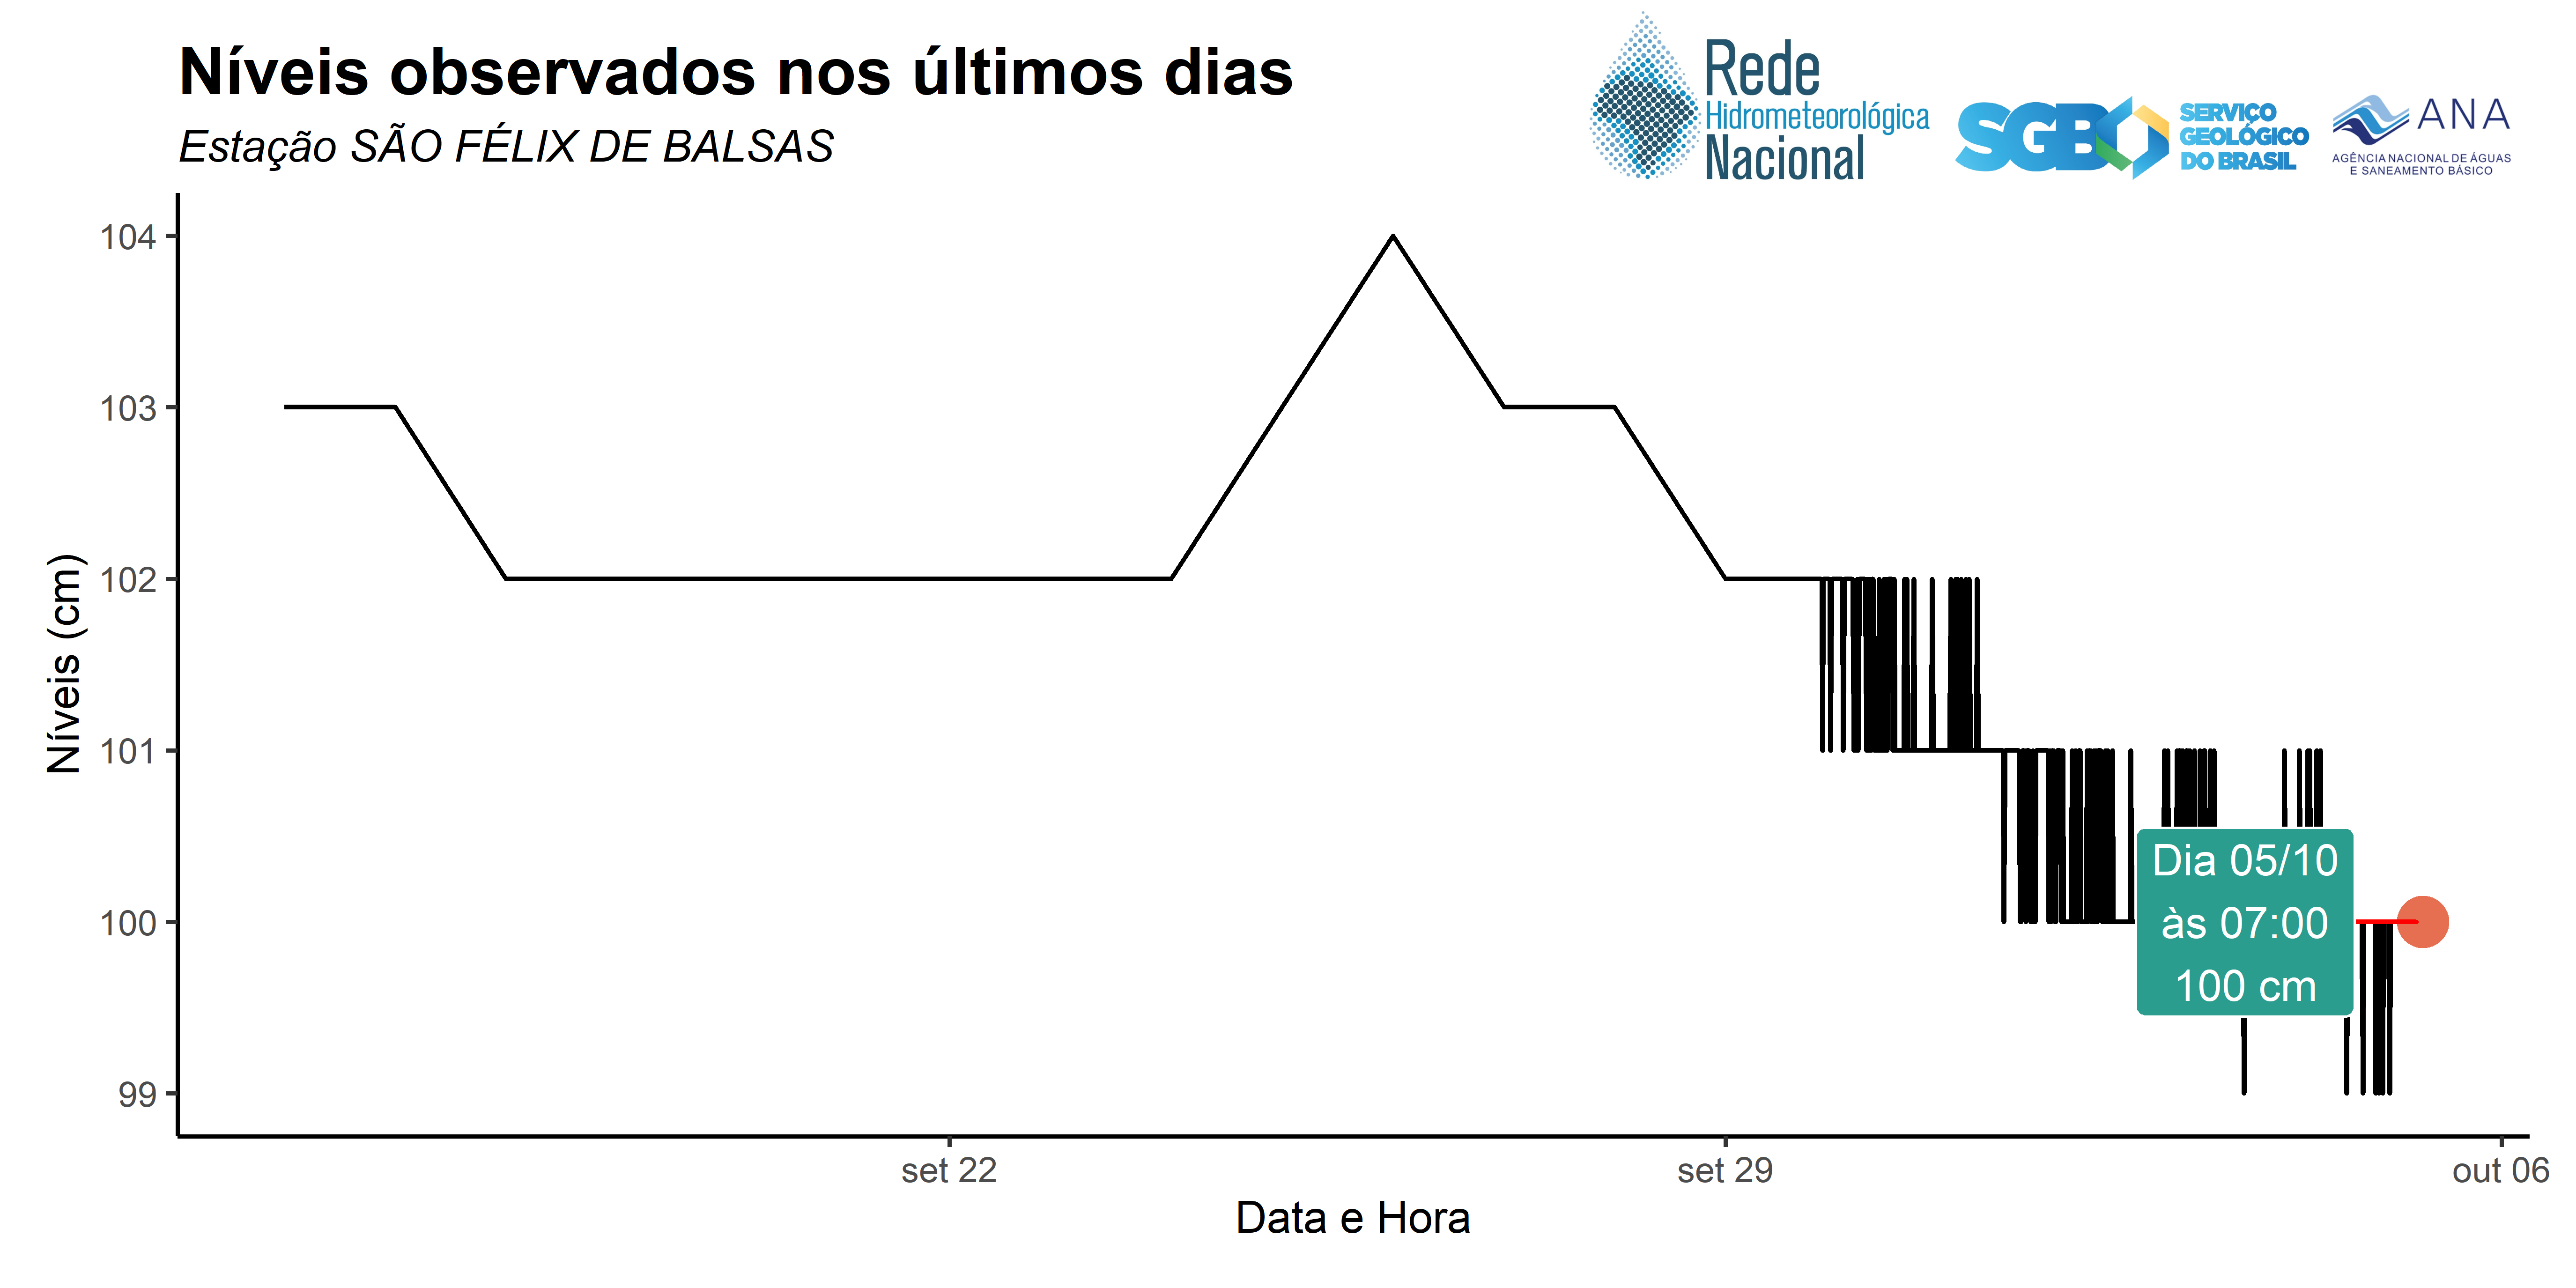 Níveis observados nos últimos dias
Estação SÃO FÉLIX DE BALSAS
Rede
Hidrometeorológica
Nacional
SGB
SERVIÇO
GEOLÓGICO
DO BRASIL
ANA
AGÊNCIA NACIONAL DE ÁGUAS
E SANEAMENTO BÁSICO
Níveis (cm)
104
103
102
101
100
99
Dia 05/10
às 07:00
100 cm
set 22
set 29
out 06
Data e Hora